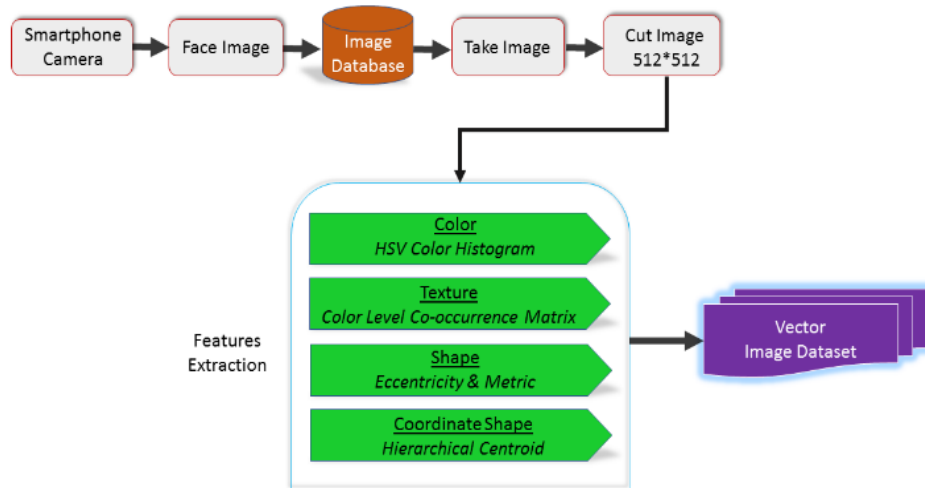 Smartphone
Camera
Face Image
Image
Database
Take Image
Cut Image
512*512
Color
HSV Color Histogram
Texture
Color Level Co-occurrence Matrix
Features
Extraction
Shape
Eccentricity & Metric
Coordinate Shape
Hierarchical Centroid
Vector
Image Dataset